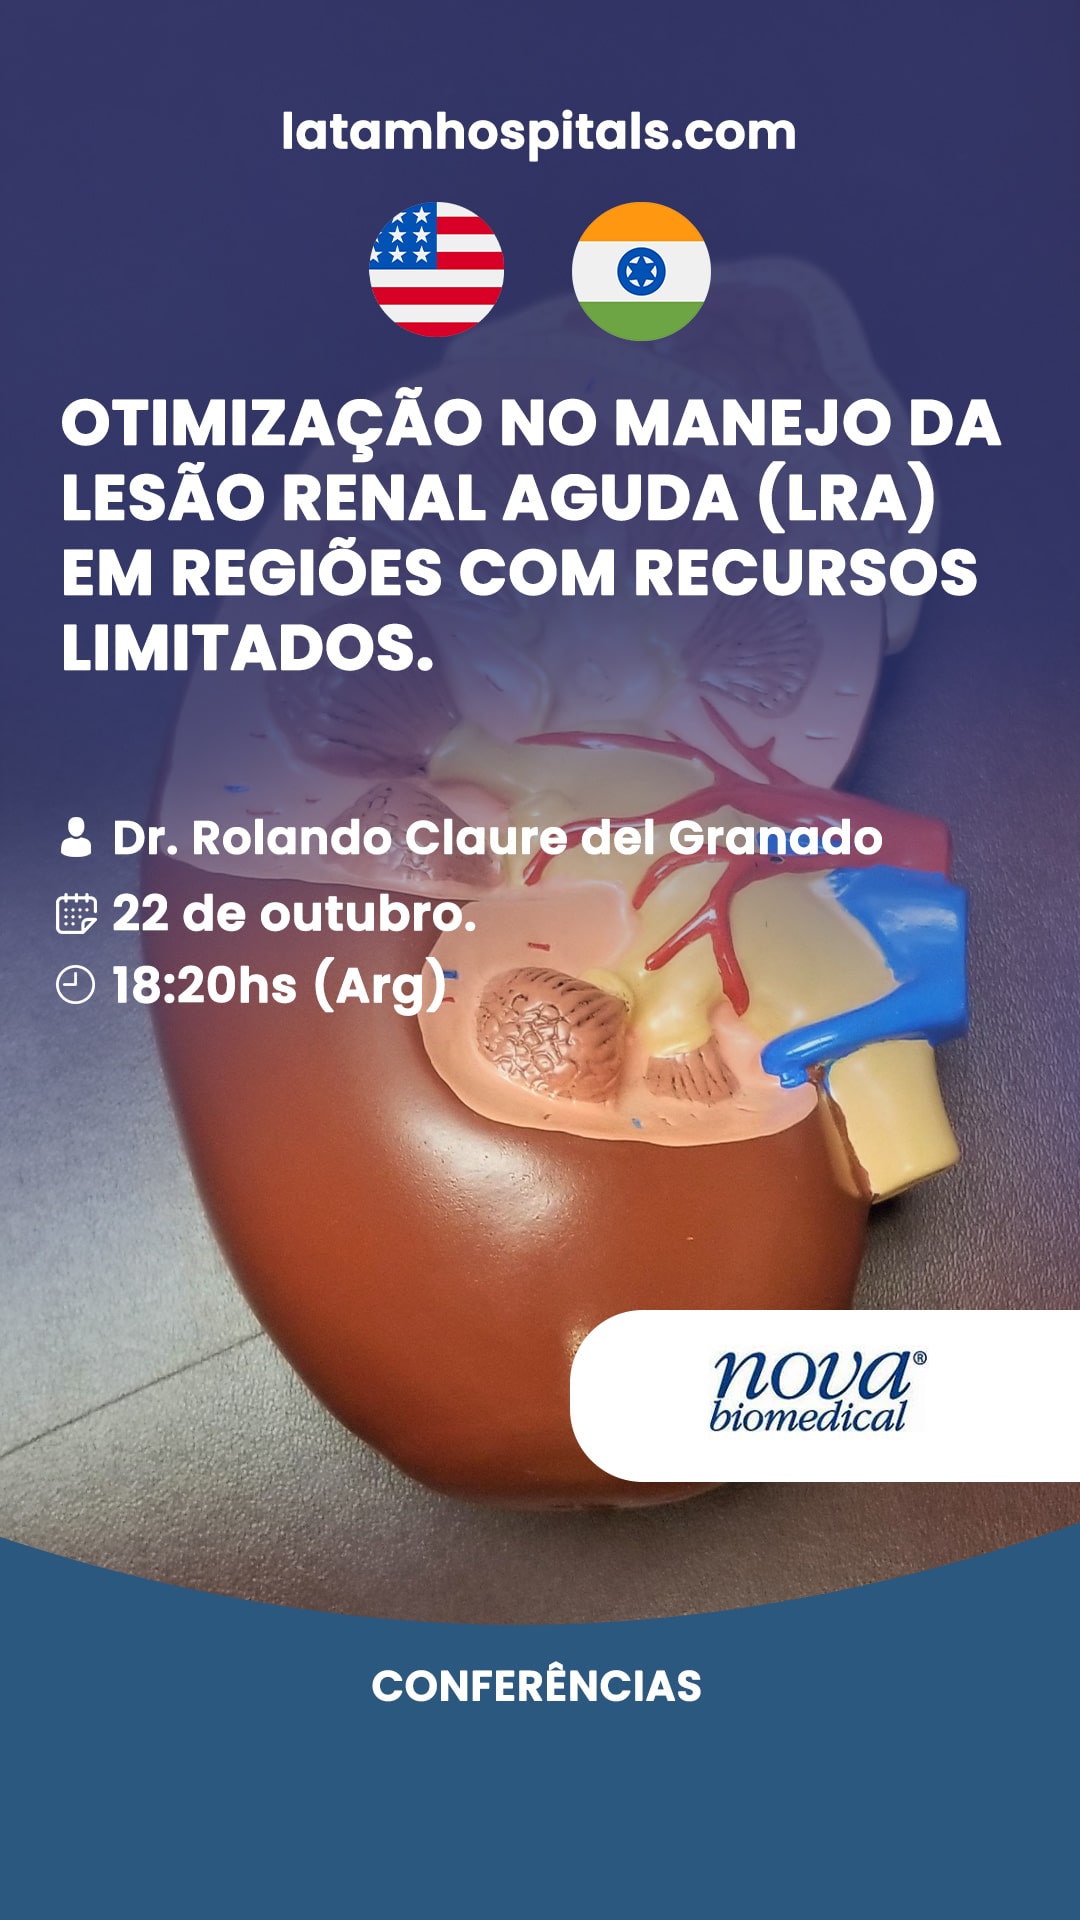 latamhospitals.com
OTIMIZAÇÃO NO MANEJO DA
LESÃO RENAL AGUDA (LRA)
EM REGIÕES COM RECURSOS
LIMITADOS.
Dr. Rolando Claure del Granado
22 de outubro.
18:20hs (Arg)
nova®
biomedical
CONFERÊNCIAS